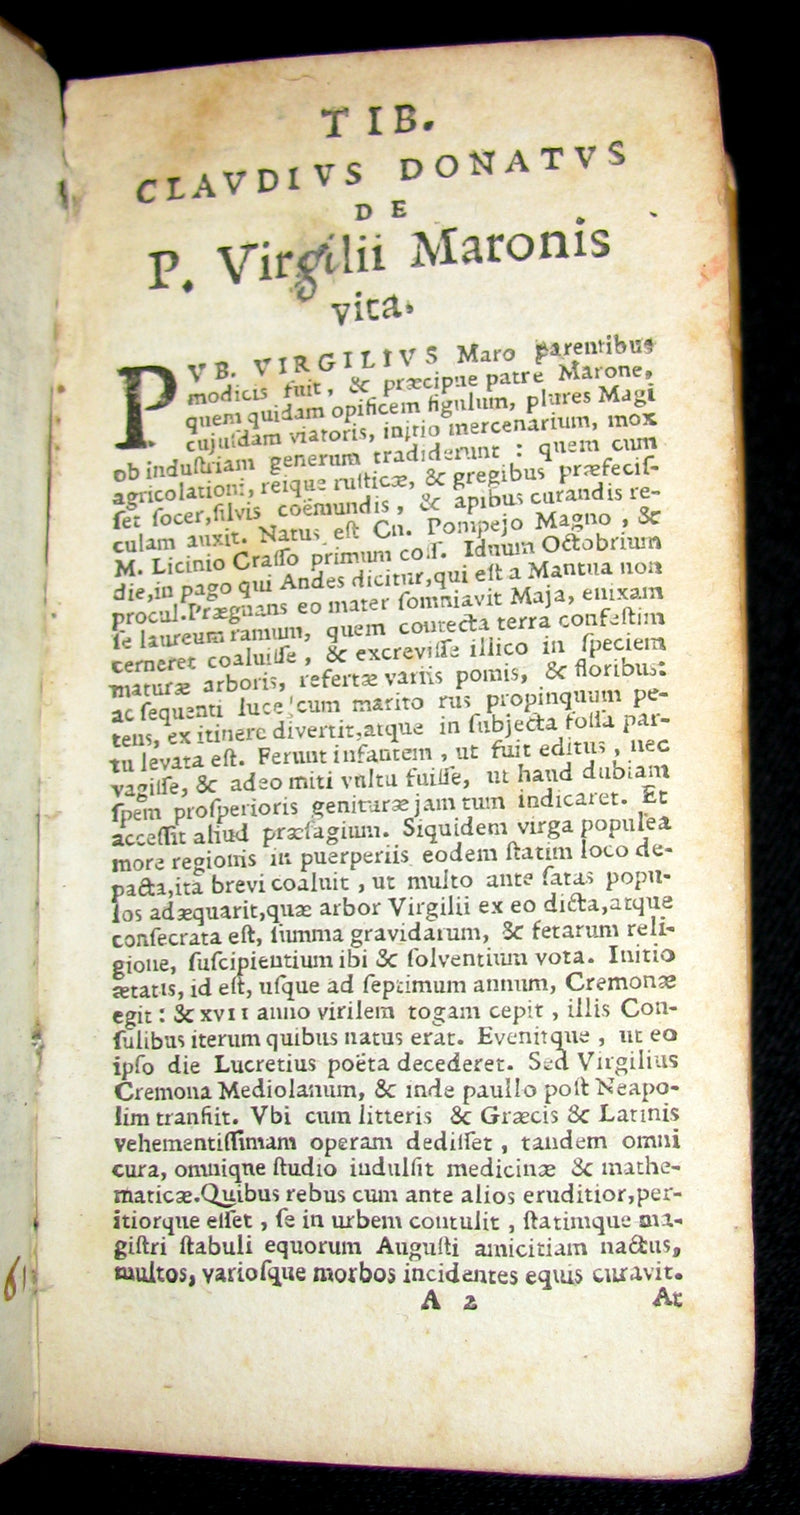 TIB.
CLAVDIVS DONATVS
DE
P. Virgilii Maronis
vita.
PVB. VIRGILIVS Maro parentibus
modicis fuit, & præcipue patre Marone,
quem quidam opificem figulum, plures Magi
cujuſdam viatoris, initio mercenarium, mox
ob induſtriam generum tradiderunt : quem cum
agricolationi, reique ruſticæ, & gregibus præfeciſ-
ſet ſocer, ſilvis coemundis, & apibus curandis re-
culam auxit. Natus eſt Cn. Pompejo Magno , &
M. Licinio Craſſo primum coſſ. Iduum Octobrium
die, in pago qui Andes dicitur, qui eſt a Mantua non
procul. Prægnans eo mater ſomniavit Maja, enixam
ſe laureum ramum, quem contecta terra confeſtim
cerneret coaluiſſe , & excreviſſe illico in ſpeciem
maturæ arboris, refertæ variis pomis, & floribus:
ac ſequenti luce cum marito rus propinquum pe-
tens, ex itinere divertit, atque in ſubjecta foſſa par-
tu levata eſt. Ferunt infantem , ut fuit editus , nec
vagiiſſe, & adeo miti vultu fuiſſe, ut haud dubiam
ſpem proſperioris genituræ jam tum indicaret. Et
acceſſit aliud præſagium. Siquidem virga populea
more regionis in puerperiis eodem ſtatim loco de-
pacta, ita brevi coaluit , ut multo ante ſatas popu-
los adæquarit, quæ arbor Virgilii ex eo dicta, atque
conſecrata eſt, ſumma gravidarum, & fetarum reli-
gione, ſuſcipientium ibi & ſolventium vota. Initio
ætatis, id eſt, uſque ad ſeptimum annum, Cremonæ
egit : & XVII anno virilem togam cepit , illis Con-
ſulibus iterum quibus natus erat. Evenitque , ut eo
ipſo die Lucretius poëta decederet. Sed Virgilius
Cremona Mediolanum, & inde paullo poſt Neapo-
lim tranſiit. Vbi cum litteris & Græcis & Latinis
vehementiſſimam operam dediſſet , tandem omni
cura, omnique ſtudio indulſit medicinæ & mathe-
maticæ. Quibus rebus cum ante alios eruditior, per-
itiorque eſſet , ſe in urbem contulit , ſtatimque ma-
giſtri ſtabuli equorum Auguſti amicitiam nactus,
multos, varioſque morbos incidentes equis curavit.
A 2 At